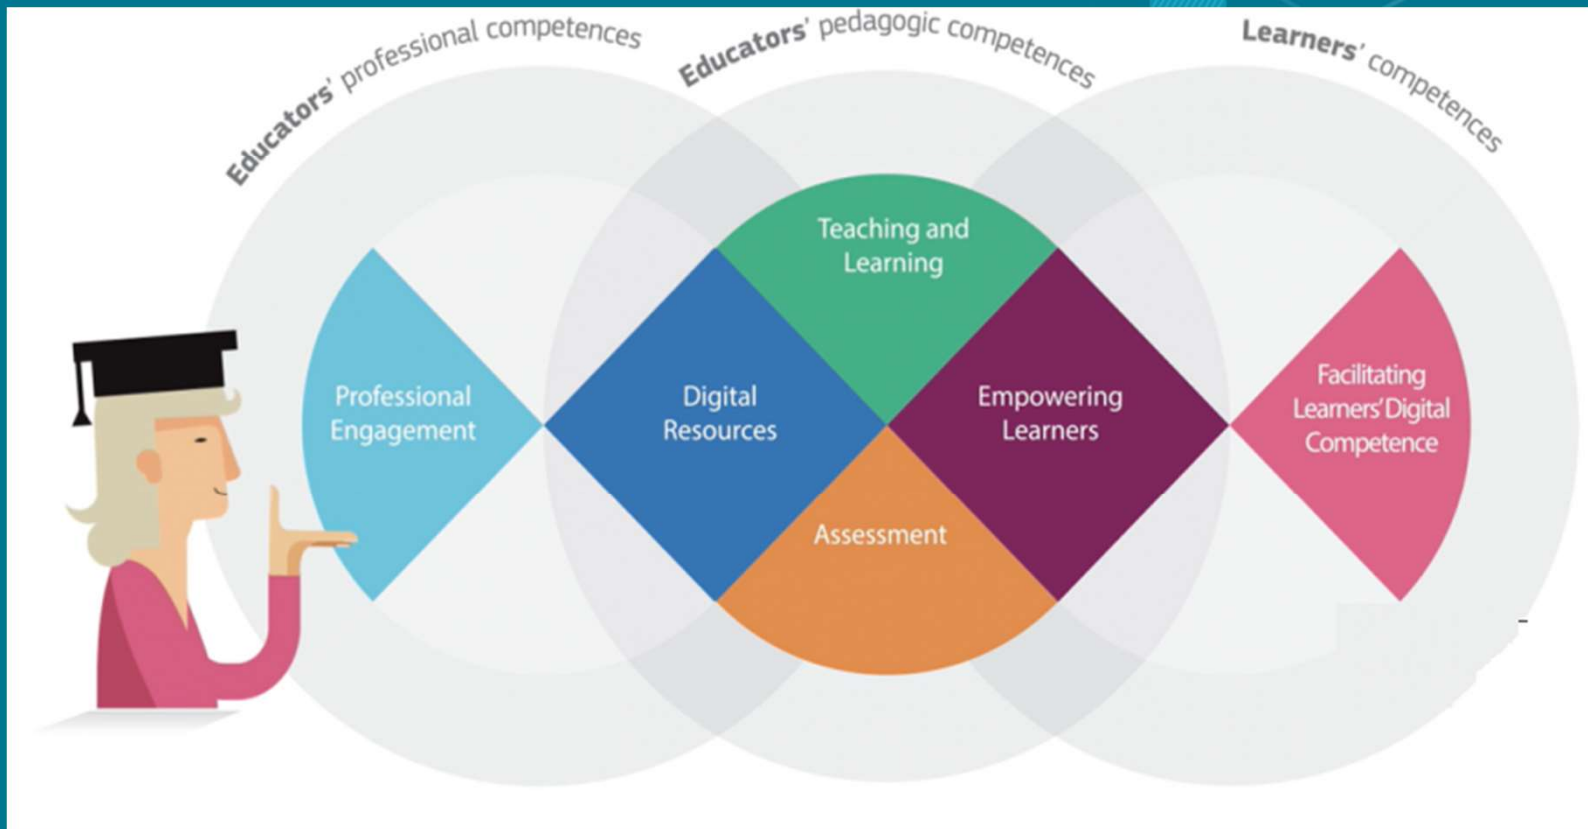 Educators' professional competences
Educators' pedagogic competences
Learners' competences
Professional
Engagement
Digital
Resources
Teaching and
Learning
Assessment
Empowering
Learners
Facilitating
Learners' Digital
Competence